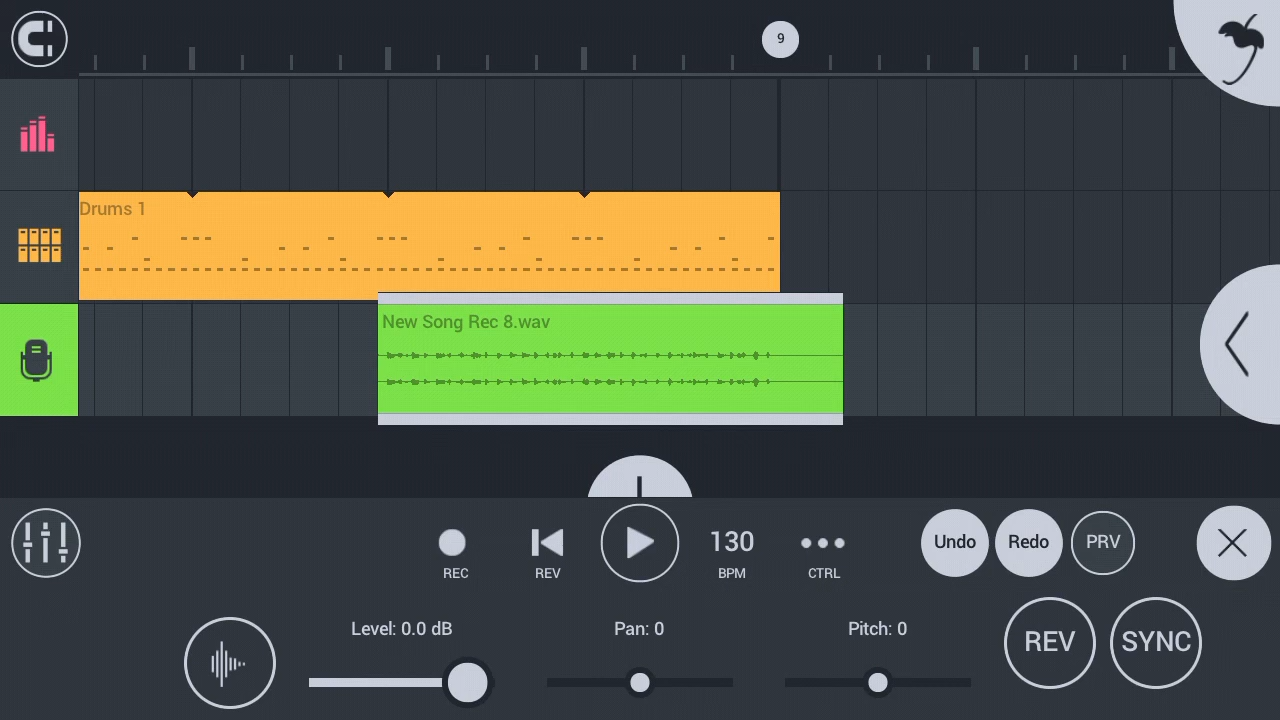 9
Drums 1
New Song Rec 8.wav
130
Undo
Redo
PRV
REC
REV
BPM
CTRL
Level: 0.0 dB
Pan: 0
Pitch: 0
REV
SYNC